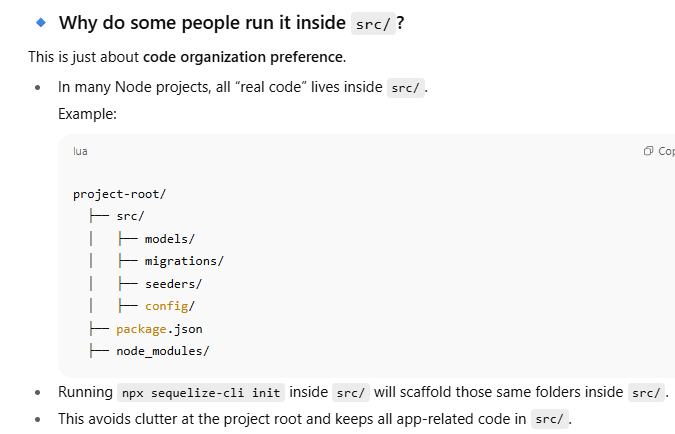 Why do some people run it inside src/?
This is just about code organization preference.
• In many Node projects, all “real code” lives inside src/.
Example:
lua
project-root/
├── src/
│   ├── models/
│   ├── migrations/
│   ├── seeders/
│   ├── config/
├── package.json
├── node_modules/
• Running npx sequelize-cli init inside src/ will scaffold those same folders inside src/.
• This avoids clutter at the project root and keeps all app-related code in src/.